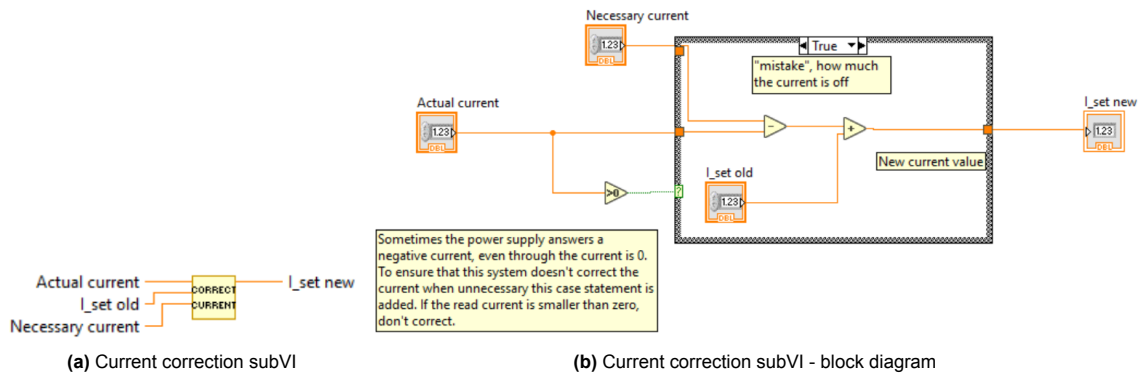 Necessary current
1.23
DBL
True
"mistake", how much
the current is off
Actual current
1.23
DBL
I_set new
1.23
DBL
-
+
New current value
I_set old
1.23
DBL
>0
?
Sometimes the power supply answers a
negative current, even through the current is 0.
To ensure that this system doesn't correct the
current when unnecessary this case statement is
added. If the read current is smaller than zero,
don't correct.
Actual current
I_set old
Necessary current
CORRECT
CURRENT
I_set new
(a) Current correction subVI
(b) Current correction subVI - block diagram